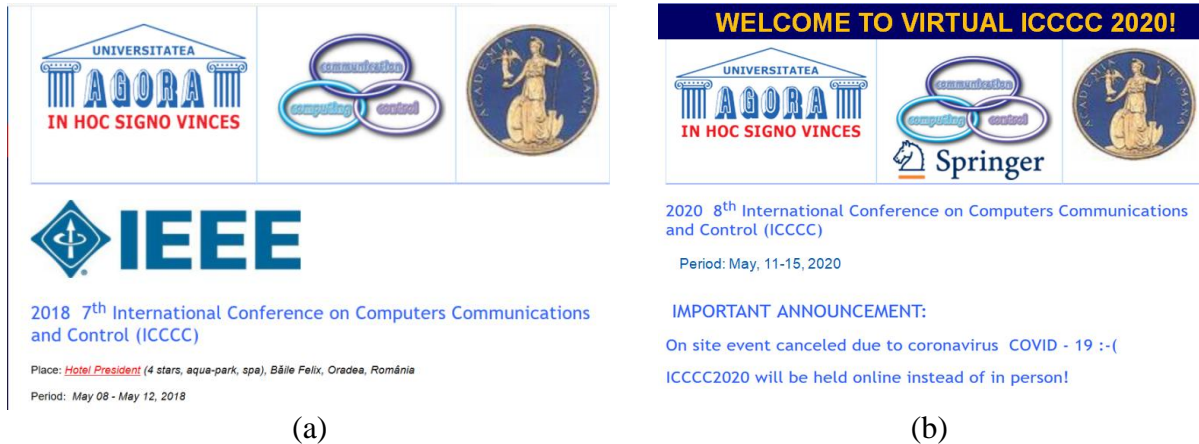 UNIVERSITATEA
AGORA
IN HOC SIGNO VINCES
communication
computing
control
ACADEMIA ROMANA
IEEE
2018 7th International Conference on Computers Communications
and Control (ICCCC)
Place: Hotel President (4 stars, aqua-park, spa), Băile Felix, Oradea, România
Period: May 08 - May 12, 2018
(a)
WELCOME TO VIRTUAL ICCCC 2020!
UNIVERSITATEA
AGORA
IN HOC SIGNO VINCES
communication
computing
control
Springer
ACADEMIA ROMANA
2020 8th International Conference on Computers Communications
and Control (ICCCC)
Period: May, 11-15, 2020
IMPORTANT ANNOUNCEMENT:
On site event canceled due to coronavirus COVID - 19 :-(
ICCCC2020 will be held online instead of in person!
(b)